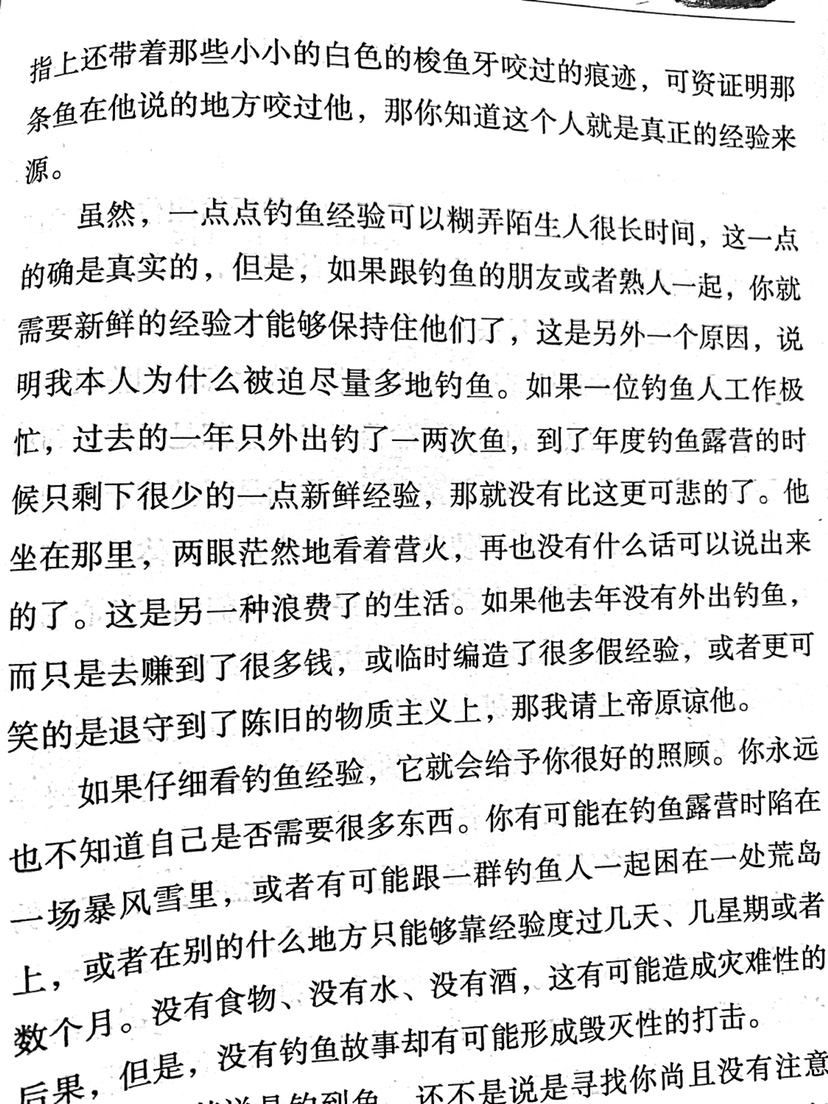 指上还带着那些小小的白色的梭鱼牙咬过的痕迹，可资证明那
条鱼在他说的地方咬过他，那你知道这个人就是真正的经验来
源。
虽然，一点点钓鱼经验可以糊弄陌生人很长时间，这一点
的确是真实的，但是，如果跟钓鱼的朋友或者熟人一起，你就
需要新鲜的经验才能够保持住他们了，这是另外一个原因，说
明我本人为什么被迫尽量多地钓鱼。如果一位钓鱼人工作极
忙，过去的一年只外出钓了一两次鱼，到了年度钓鱼露营的时
候只剩下很少的一点新鲜经验，那就没有比这更可悲的了。他
坐在那里，两眼茫然地看着营火，再也没有什么话可以说出来
的了。这是另一种浪费了的生活。如果他去年没有外出钓鱼，
而只是去赚到了很多钱，或临时编造了很多假经验，或者更可
笑的是退守到了陈旧的物质主义上，那我请上帝原谅他。
如果仔细看钓鱼经验，它就会给予你很好的照顾。你永远
也不知道自己是否需要很多东西。你有可能在钓鱼露营时陷在
一场暴风雪里，或者有可能跟一群钓鱼人一起困在一处荒岛
上，或者在别的什么地方只能够靠经验度过几天、几星期或者
数个月。没有食物、没有水、没有酒，这有可能造成灾难性的
后果，但是，没有钓鱼故事却有可能形成毁灭性的打击。
说是钓到鱼，还不是说是寻找你尚且没有注意